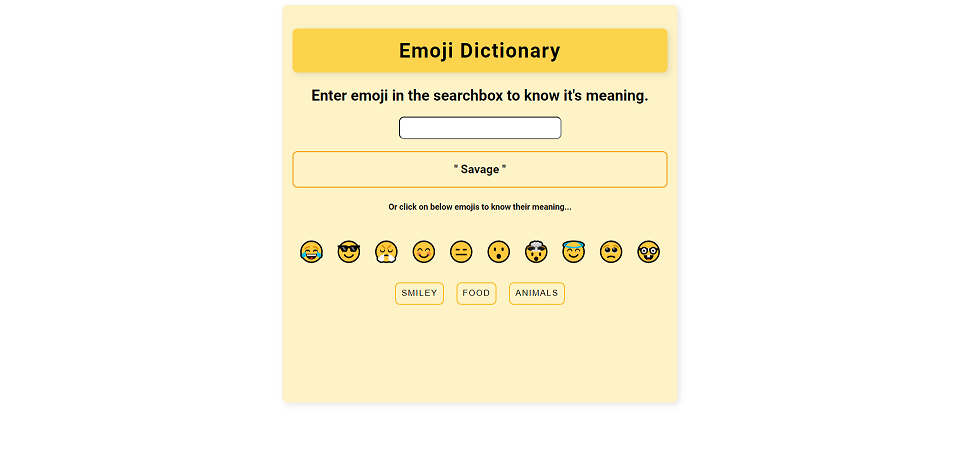 Emoji Dictionary
Enter emoji in the searchbox to know it's meaning.
" Savage "
Or click on below emojis to know their meaning...
😂 😎 😤 😊 😑 😯 🤯 😇 🥺 🤓
SMILEY FOOD ANIMALS